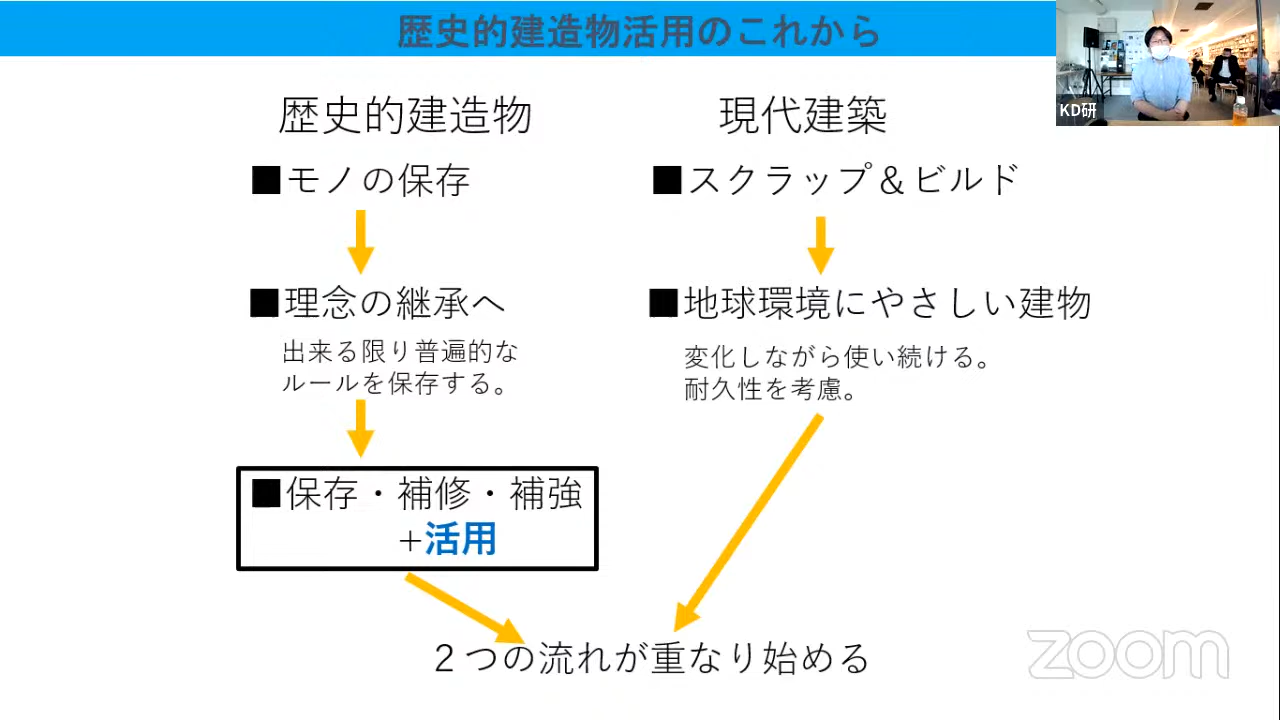 歴史的建造物活用のこれから
KD研
歴史的建造物
■モノの保存
■理念の継承へ
出来る限り普遍的な
ルールを保存する。
■保存・補修・補強
+活用
現代建築
■スクラップ＆ビルド
■地球環境にやさしい建物
変化しながら使い続ける。
耐久性を考慮。
２つの流れが重なり始める
zoom